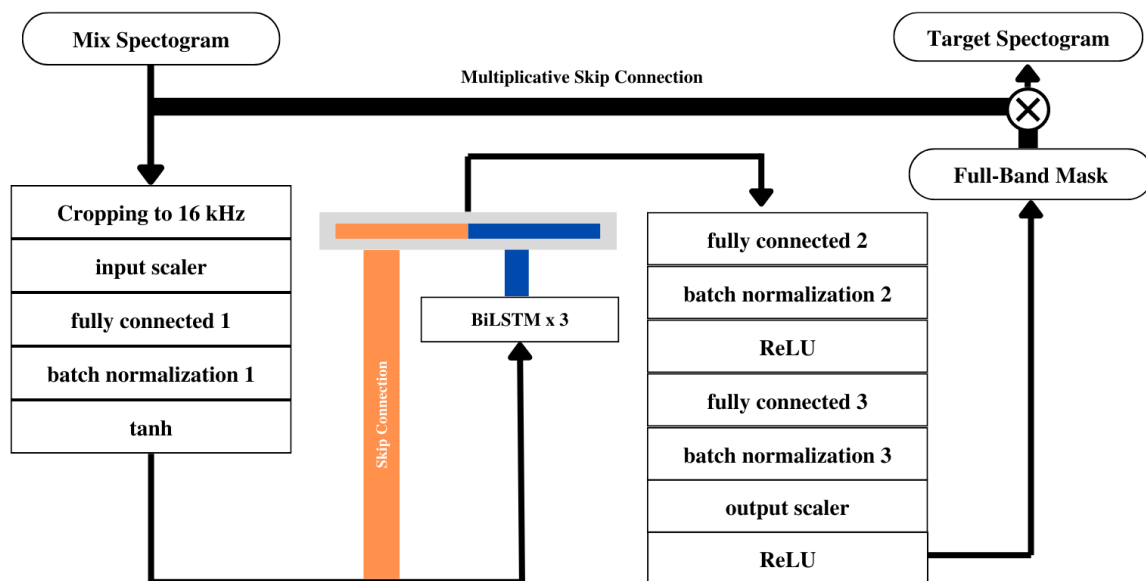 Mix Spectogram
Target Spectogram
Multiplicative Skip Connection
Full-Band Mask
Cropping to 16 kHz
input scaler
fully connected 1
batch normalization 1
tanh
Skip Connection
BiLSTM x 3
fully connected 2
batch normalization 2
ReLU
fully connected 3
batch normalization 3
output scaler
ReLU